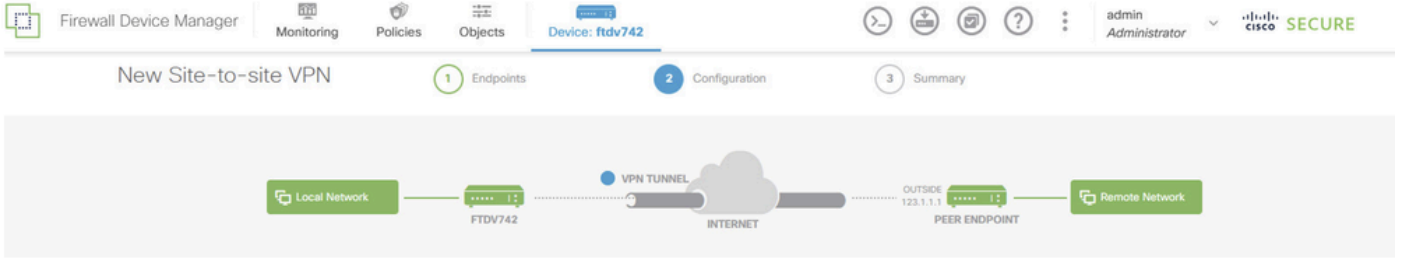 Firewall Device Manager
Monitoring
Policies
Objects
Device: ftdv742
admin
Administrator
cisco SECURE
New Site-to-site VPN
1 Endpoints
2 Configuration
3 Summary
Local Network
FTDV742
VPN TUNNEL
INTERNET
OUTSIDE
123.1.1.1
PEER ENDPOINT
Remote Network